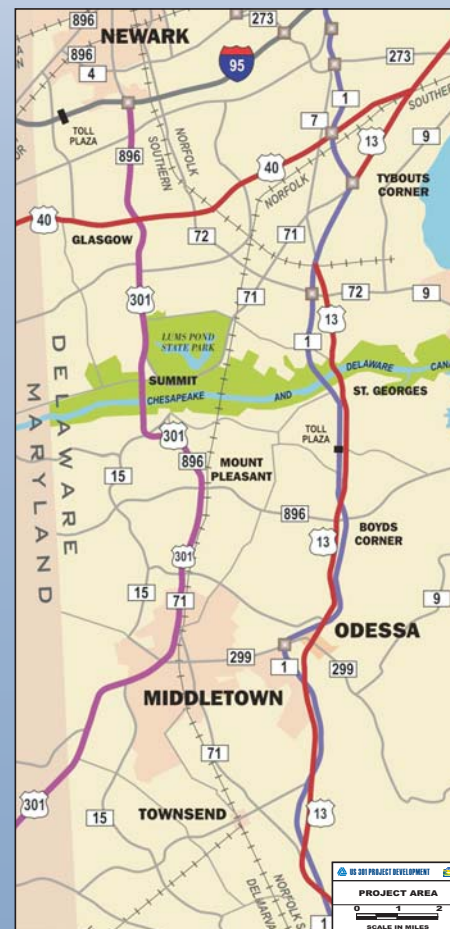 896
NEWARK
273
896
4
95
273
1
TOLL
PLAZA
7
SOUTHERN
13
9
NORFOLK
SOUTHERN
896
40
NORFOLK
TYBOUTS
CORNER
40
GLASGOW
72
71
301
71
72
9
13
1
LUMS POND
STATE PARK
SUMMIT
CHESAPEAKE AND DELAWARE CANA
ST. GEORGES
DELAWARE
MARYLAND
301
TOLL
PLAZA
896
15
MOUNT
PLEASANT
896
13
BOYDS
CORNER
301
15
71
9
ODESSA
299
1
299
MIDDLETOWN
71
301
15
TOWNSEND
13
NORFOLK S
DELMARVA
1
US 301 PROJECT DEVELOPMENT
PROJECT AREA
0 1 2
SCALE IN MILES